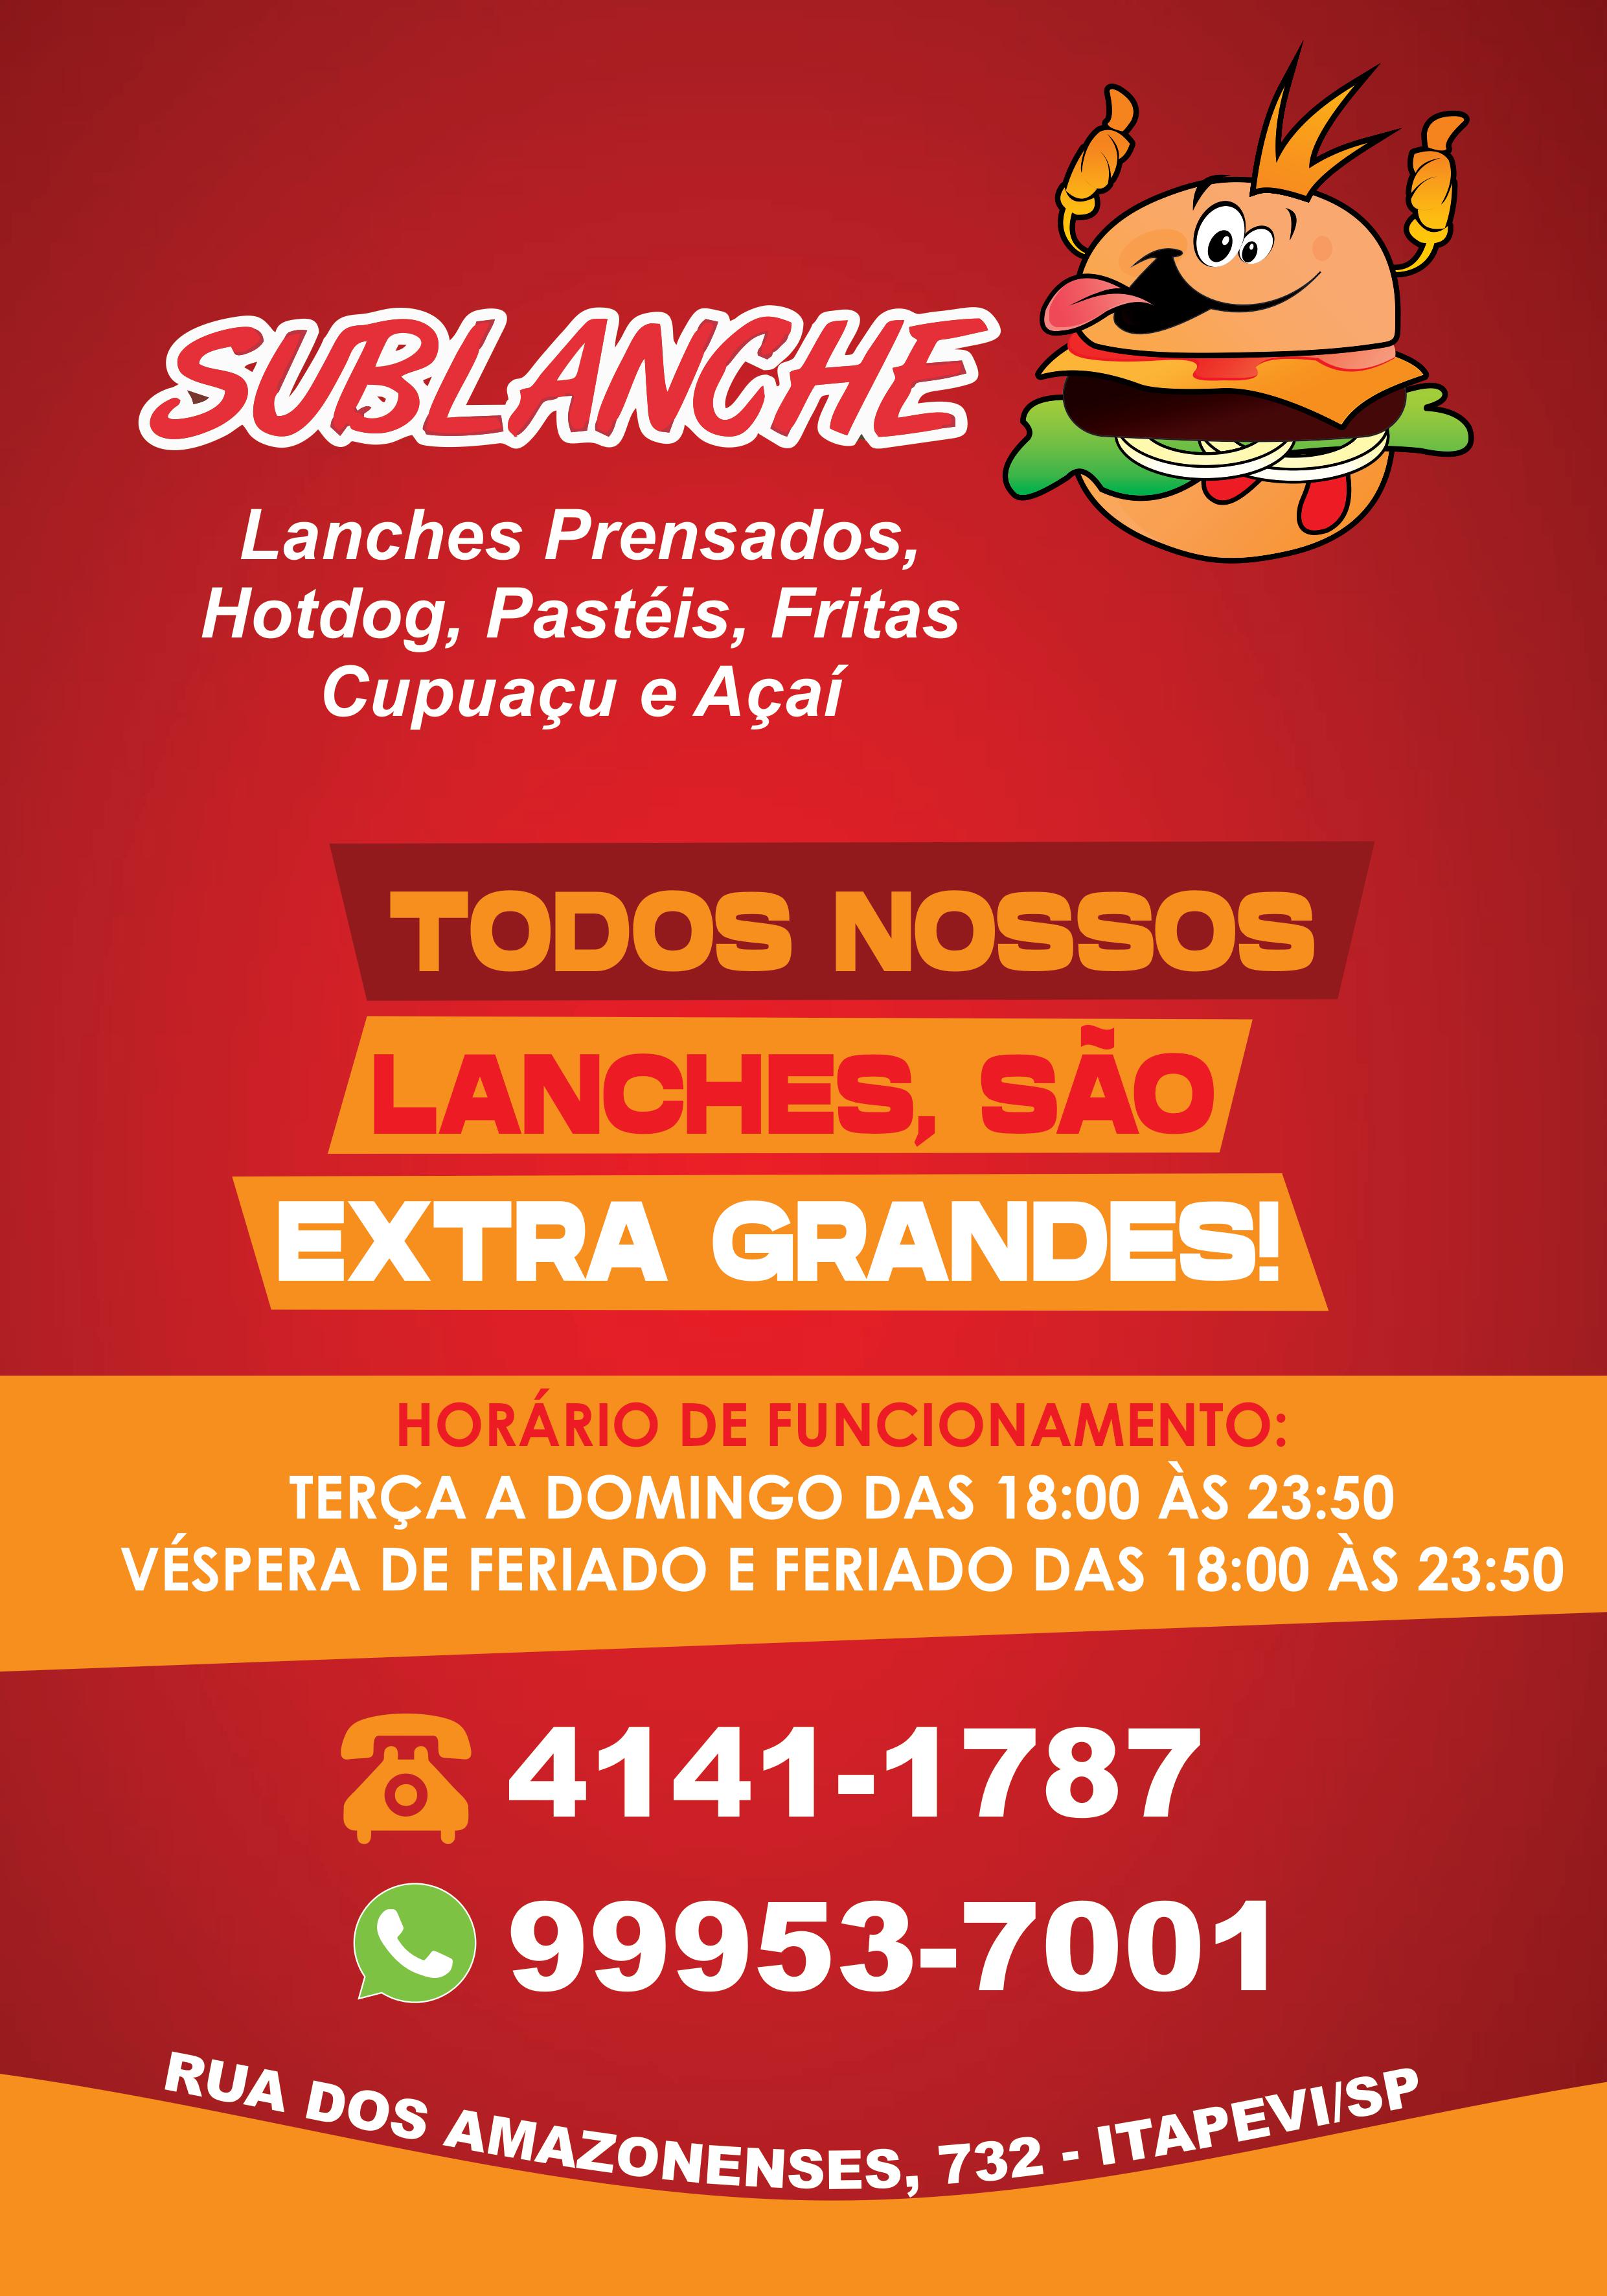 SUBLANCHE
Lanches Prensados,
Hotdog, Pastéis, Fritas
Cupuaçu e Açaí
TODOS NOSSOS
LANCHES, SÃO
EXTRA GRANDES!
HORÁRIO DE FUNCIONAMENTO:
TERÇA A DOMINGO DAS 18:00 ÀS 23:50
VÉSPERA DE FERIADO E FERIADO DAS 18:00 ÀS 23:50
4141-1787
99953-7001
RUA DOS AMAZONENSES, 732 - ITAPEVI/SP